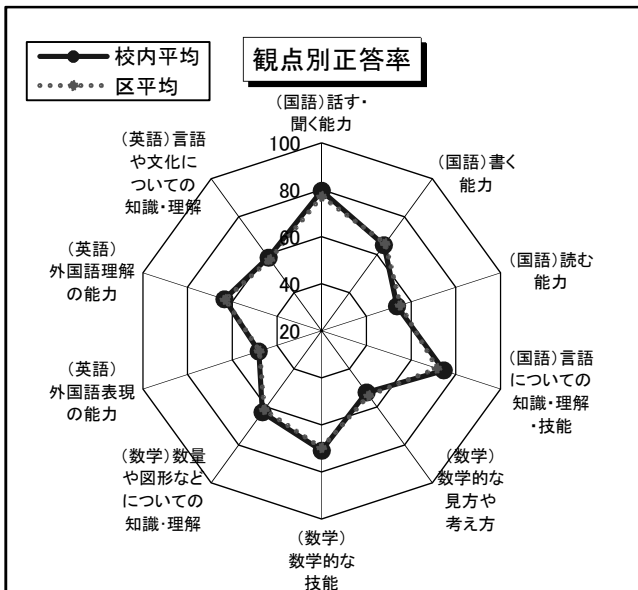 校内平均
区平均
観点別正答率
(国語)話す・
聞く能力
(国語)書く
能力
(国語)読む
能力
(国語)言語
についての
知識・理解
・技能
(数学)
数学的な
見方や
考え方
(数学)
数学的な
技能
(数学)数量
や図形など
についての
知識・理解
(英語)
外国語表現
の能力
(英語)
外国語理解
の能力
(英語)言語
や文化に
ついての
知識・理解
100
80
60
40
20